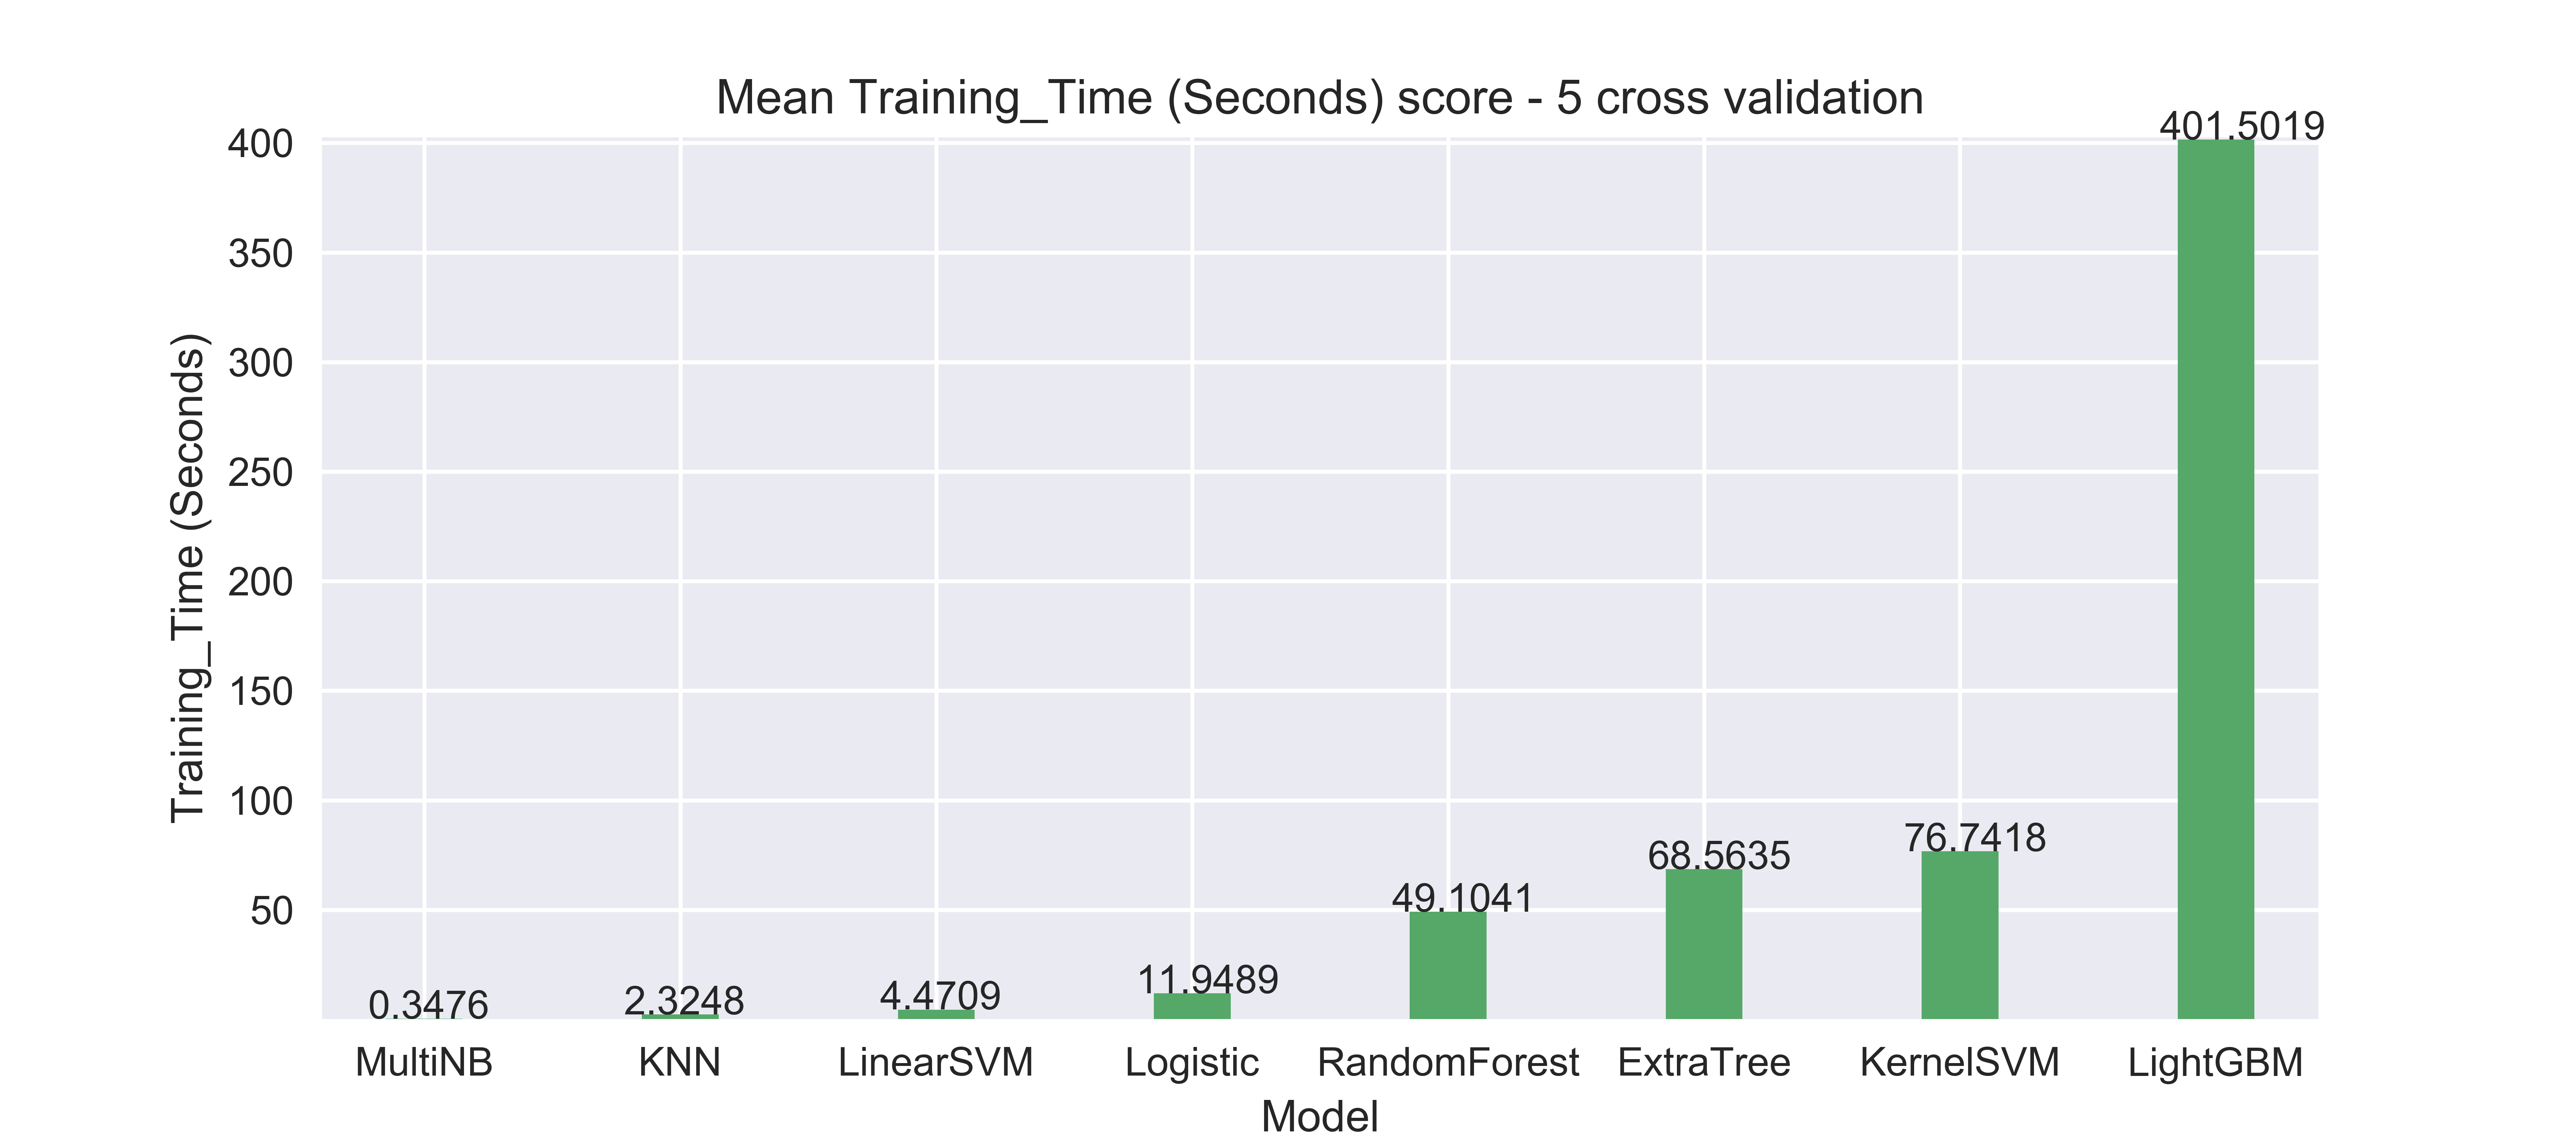 Mean Training_Time (Seconds) score - 5 cross validation
Training_Time (Seconds)
400
350
300
250
200
150
100
50
0.3476
2.3248
4.4709
11.9489
49.1041
68.5635
76.7418
401.5019
MultiNB
KNN
LinearSVM
Logistic
RandomForest
ExtraTree
KernelSVM
LightGBM
Model